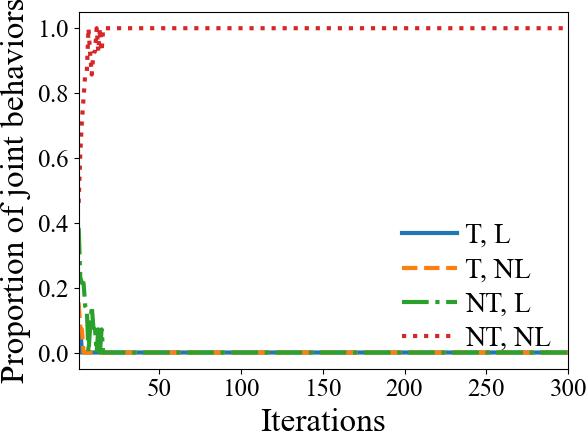 Proportion of joint behaviors
1.0
0.8
0.6
0.4
0.2
0.0
T, L
T, NL
NT, L
NT, NL
50 100 150 200 250 300
Iterations